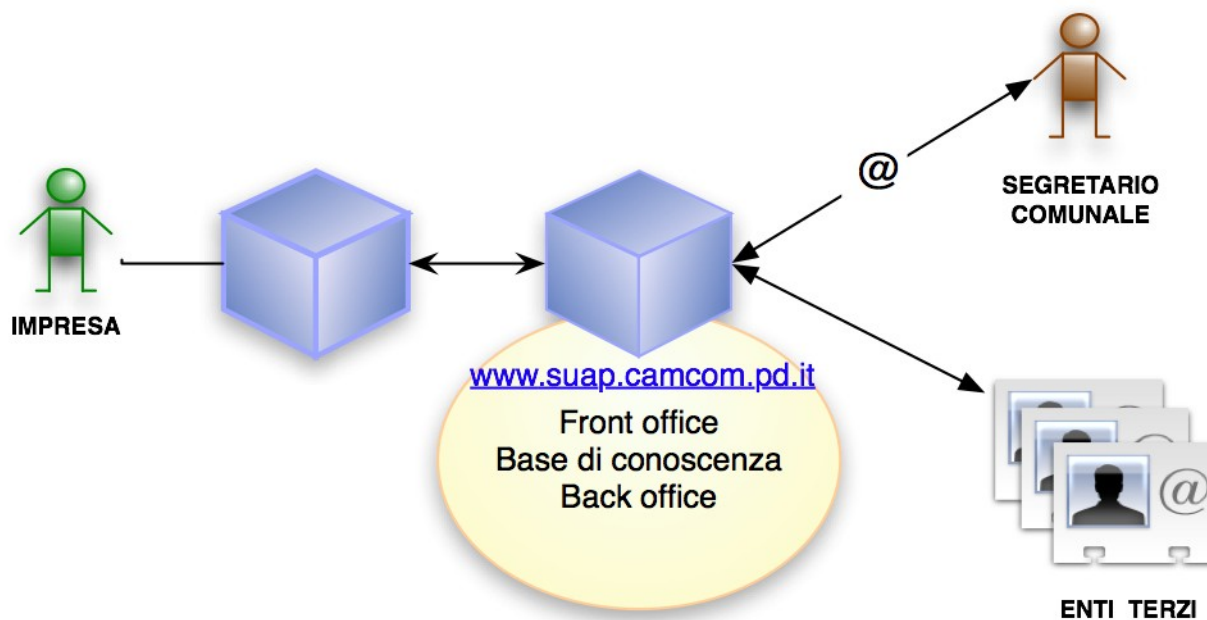 @
SEGRETARIO
COMUNALE
IMPRESA
www.suap.camcom.pd.it
Front office
Base di conoscenza
Back office
@
@
@
ENTI TERZI